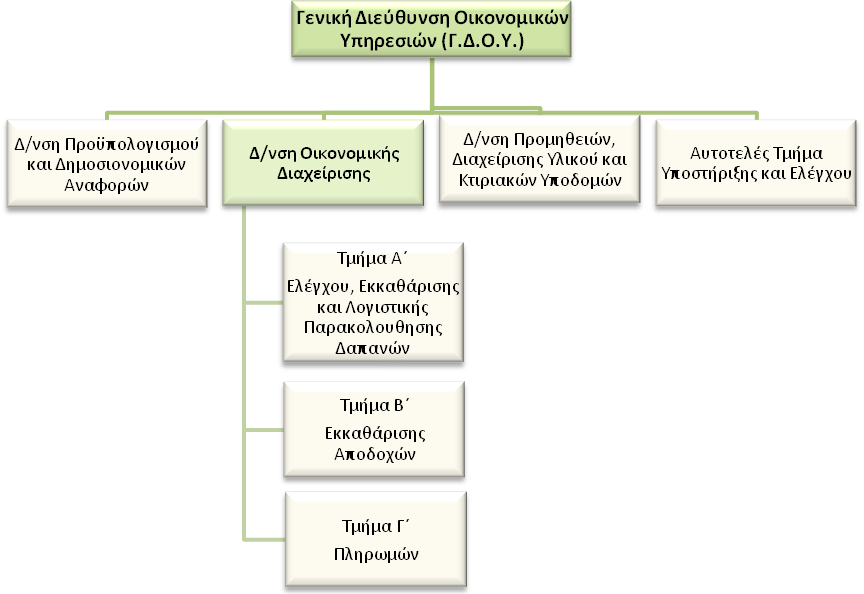 Γενική Διεύθυνση Οικονομικών
Υπηρεσιών (Γ.Δ.Ο.Υ.)
Δ/νση Προϋπολογισμού
και Δημοσιονομικών
Αναφορών
Δ/νση Οικονομικής
Διαχείρισης
Δ/νση Προμηθειών,
Διαχείρισης Υλικού και
Κτιριακών Υποδομών
Αυτοτελές Τμήμα
Υποστήριξης και Ελέγχου
Τμήμα Α΄
Ελέγχου, Εκκαθάρισης
και Λογιστικής
Παρακολουθησης
Δαπανών
Τμήμα Β΄
Εκκαθάρισης
Αποδοχών
Τμήμα Γ΄
Πληρωμών